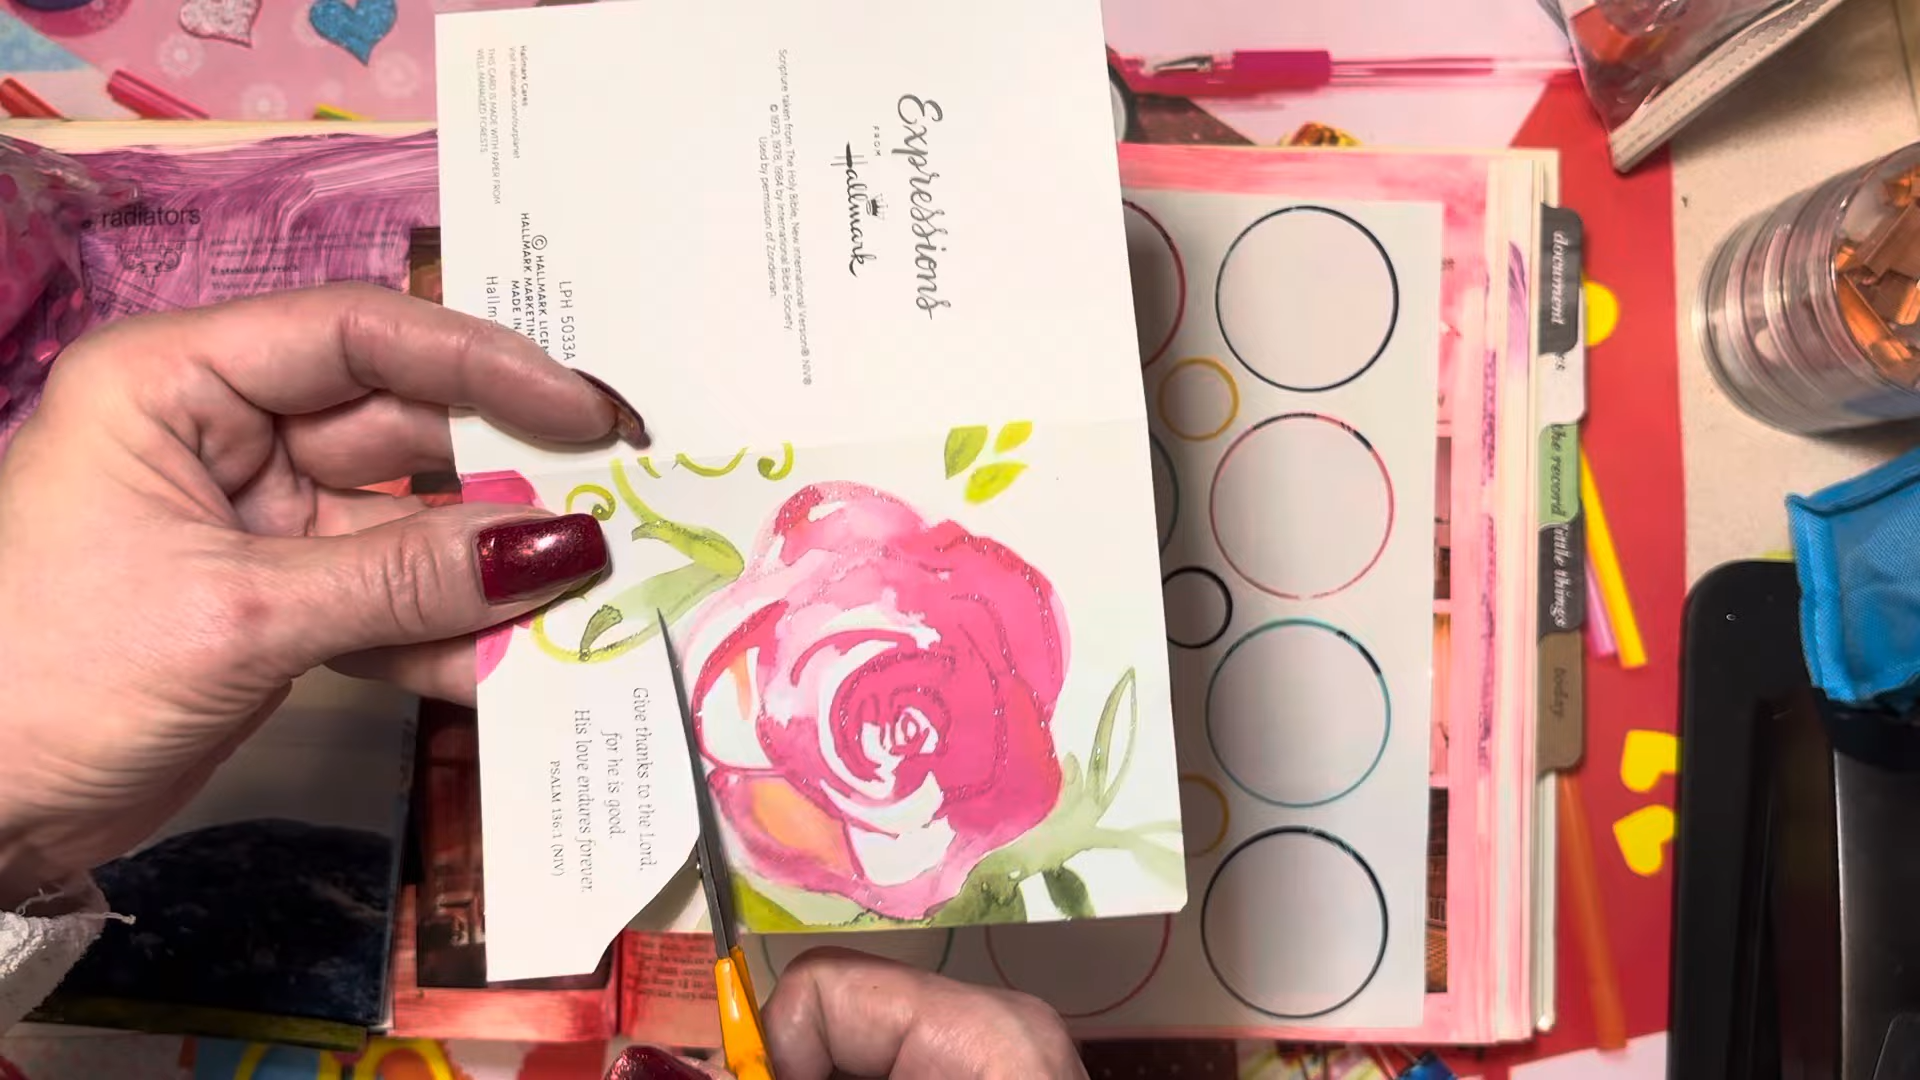 Expressions
FROM
Hallmark
Scripture taken from The Holy Bible, New International Version® NIV®
© 1973, 1978, 1984 by International Bible Society
Used by permission of Zondervan.
LPH 5033A
© HALLMARK LICEN
HALLMARK MARKETIN
MADE IN
Hallm
Hallmark Cares
Visit Hallmark.com/ourplanet
THIS CARD IS MADE WITH PAPER FROM
WELL-MANAGED FORESTS.
Give thanks to the Lord,
for he is good.
His love endures forever.
PSALM 136:1 (NIV)
radiators
document
the record
little things
today